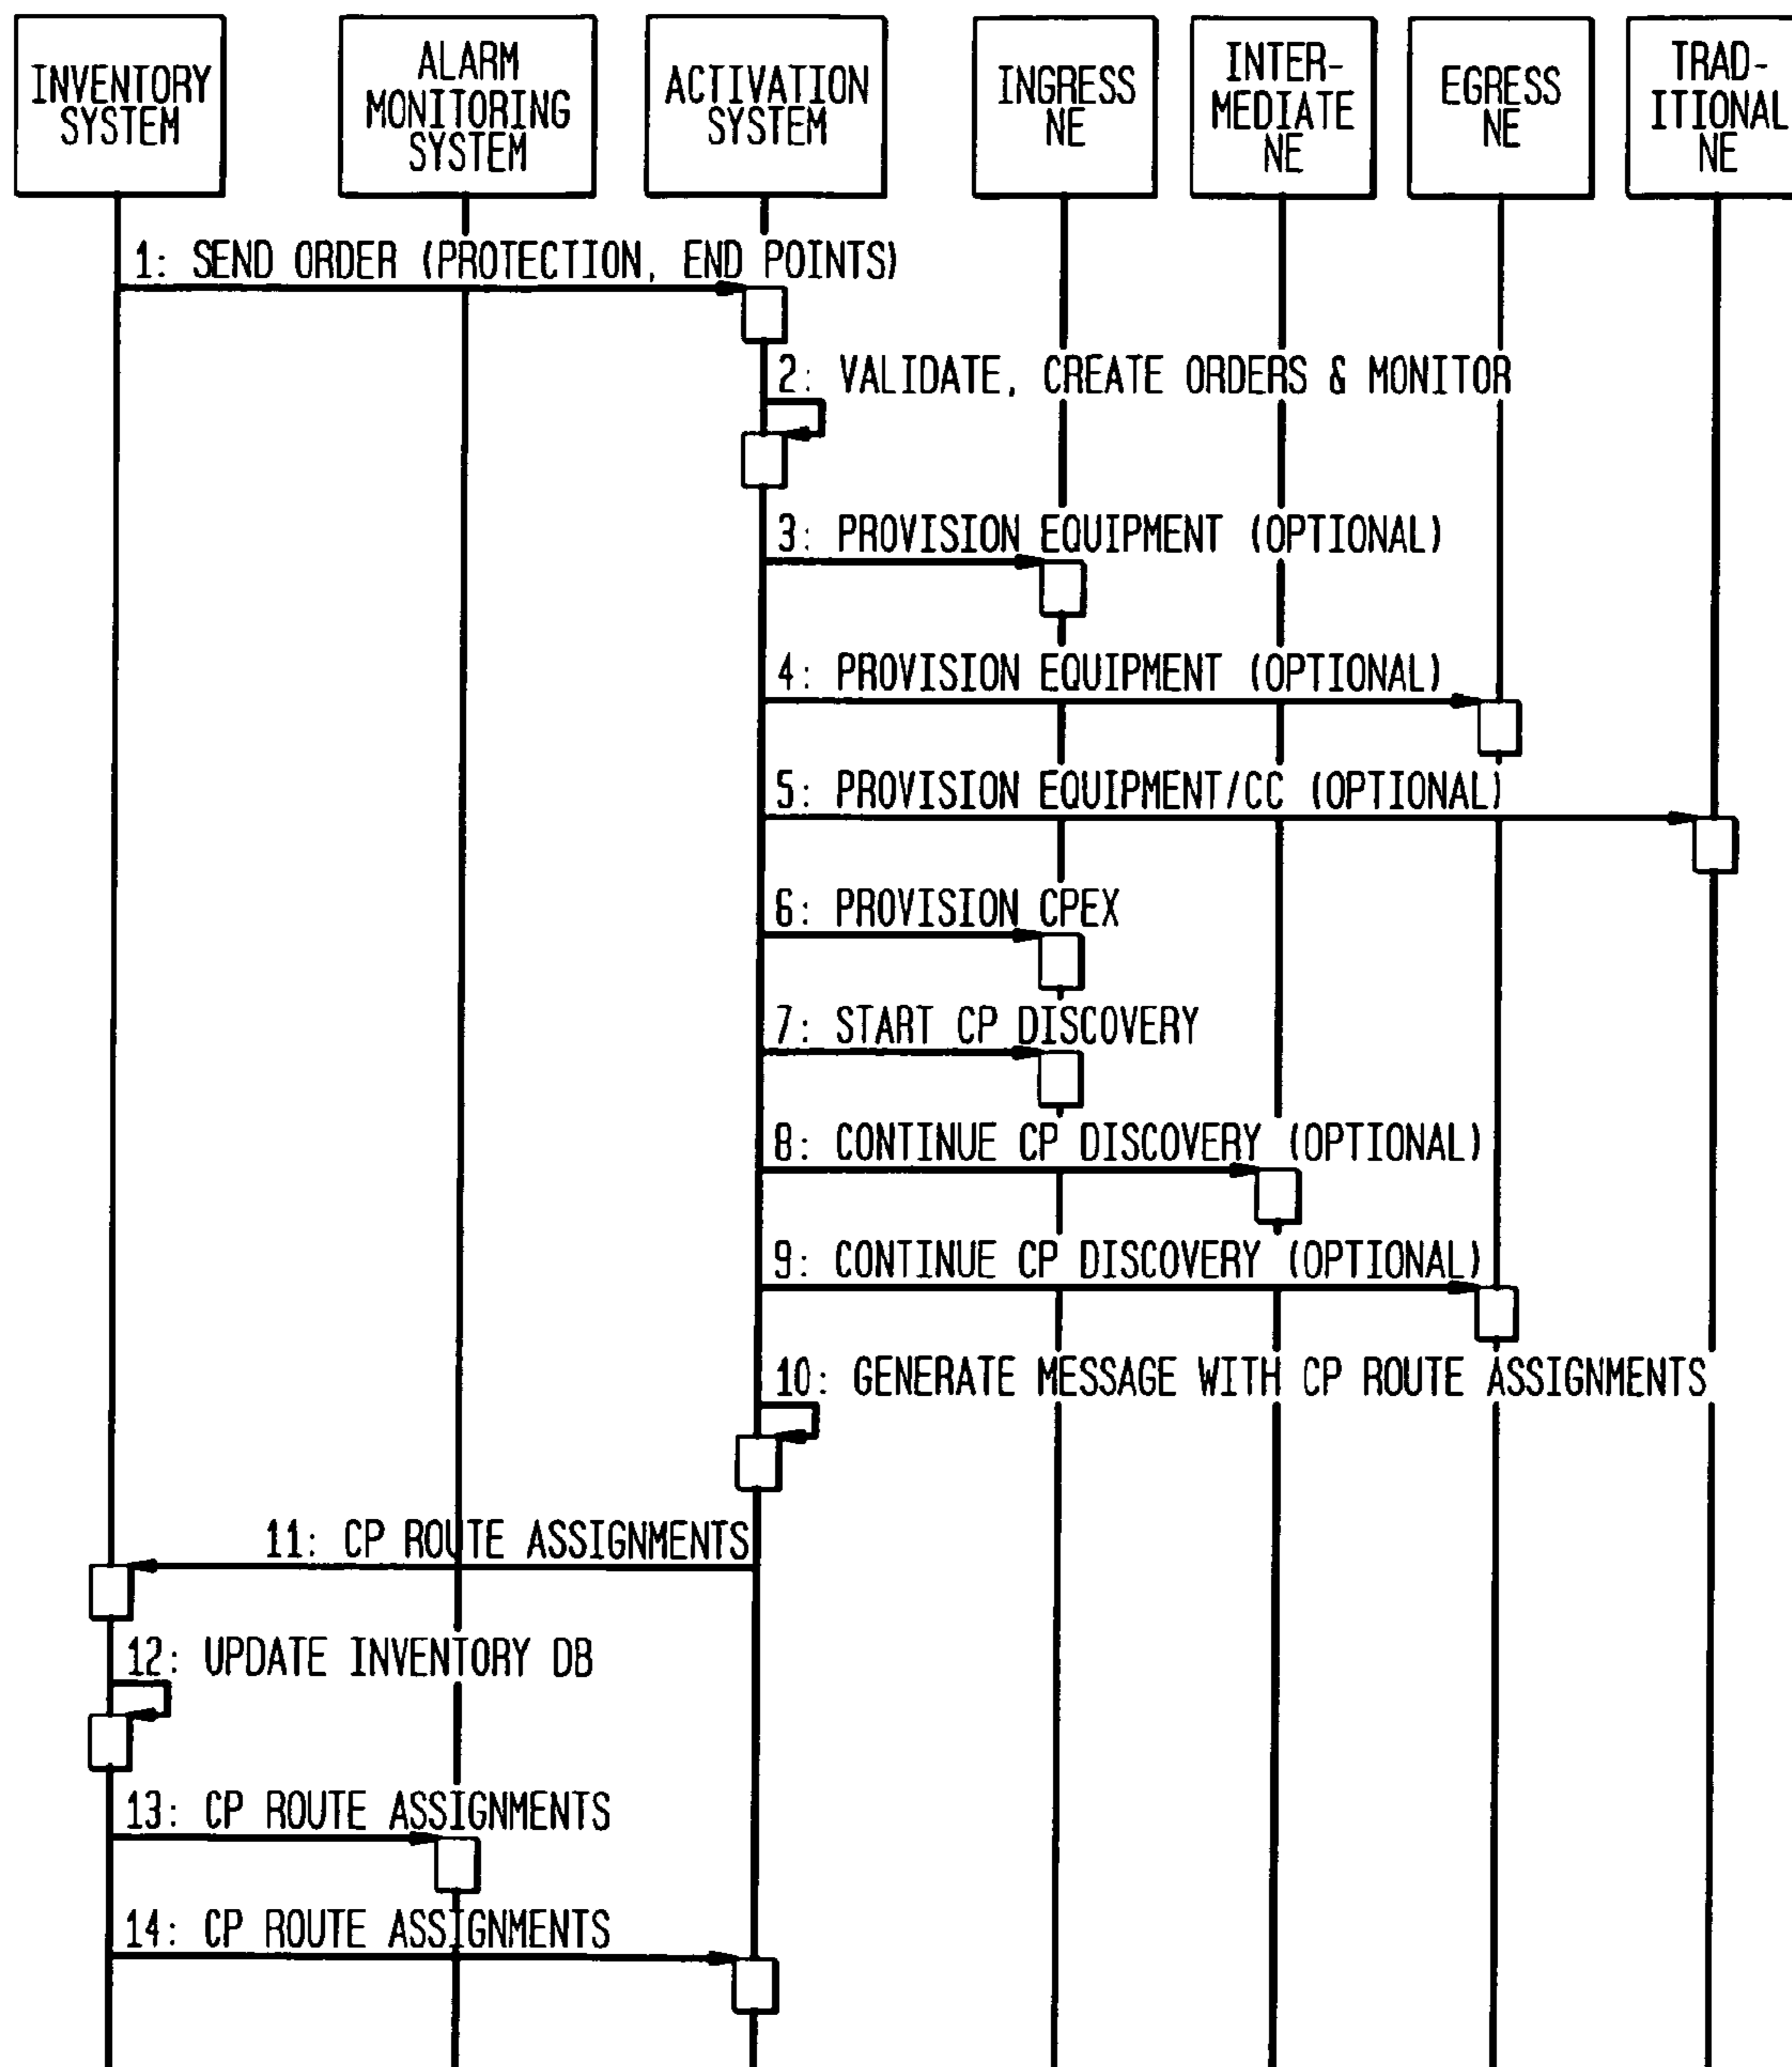 INVENTORY
SYSTEM
ALARM
MONITORING
SYSTEM
ACTIVATION
SYSTEM
INGRESS
NE
INTER-
MEDIATE
NE
EGRESS
NE
TRAD-
ITIONAL
NE
1: SEND ORDER (PROTECTION, END POINTS)
2: VALIDATE, CREATE ORDERS & MONITOR
3: PROVISION EQUIPMENT (OPTIONAL)
4: PROVISION EQUIPMENT (OPTIONAL)
5: PROVISION EQUIPMENT/CC (OPTIONAL)
6: PROVISION CPEX
7: START CP DISCOVERY
8: CONTINUE CP DISCOVERY (OPTIONAL)
9: CONTINUE CP DISCOVERY (OPTIONAL)
10: GENERATE MESSAGE WITH CP ROUTE ASSIGNMENTS
11: CP ROUTE ASSIGNMENTS
12: UPDATE INVENTORY DB
13: CP ROUTE ASSIGNMENTS
14: CP ROUTE ASSIGNMENTS